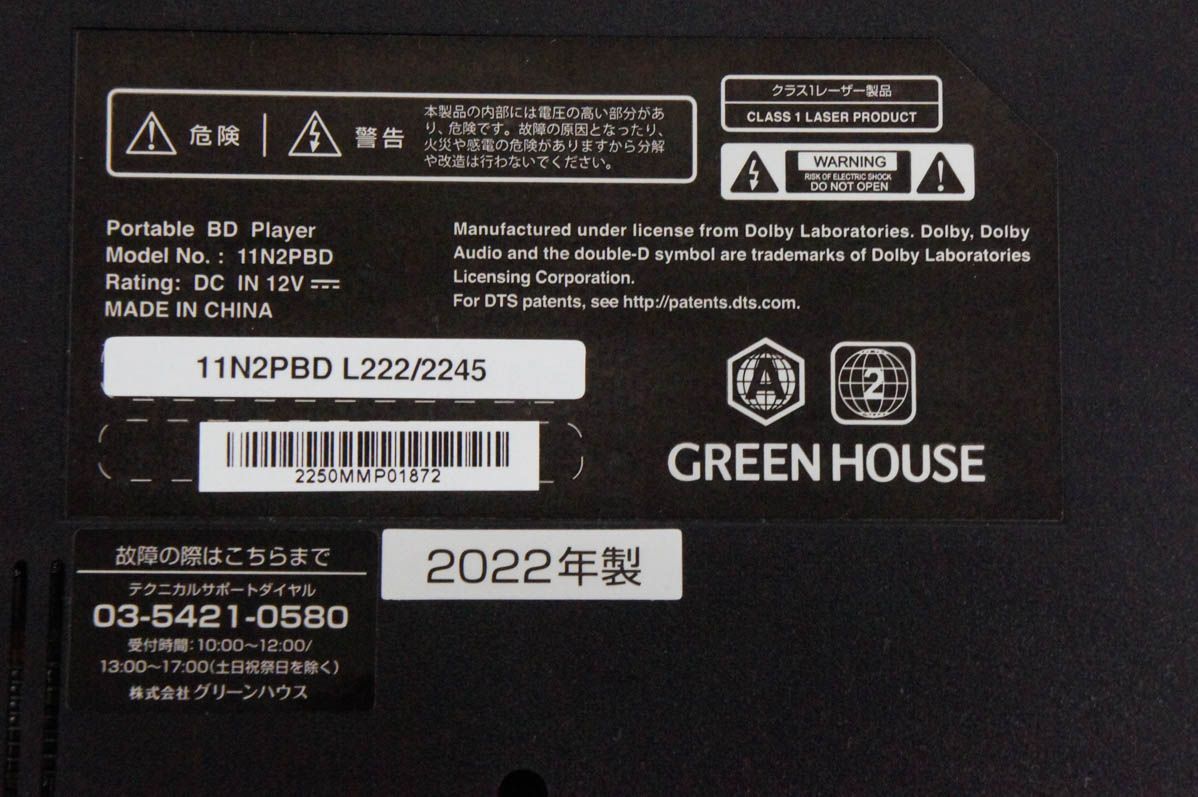 危険
警告
本製品の内部には電圧の高い部分があ
り、危険です。故障の原因となったり、
火災や感電の危険がありますから分解
や改造は行わないでください。
クラス1レーザー製品
CLASS 1 LASER PRODUCT
WARNING
RISK OF ELECTRIC SHOCK
DO NOT OPEN
Portable BD Player
Model No. : 11N2PBD
Rating: DC IN 12V ⎓
MADE IN CHINA
Manufactured under license from Dolby Laboratories. Dolby, Dolby
Audio and the double-D symbol are trademarks of Dolby Laboratories
Licensing Corporation.
For DTS patents, see http://patents.dts.com.
11N2PBD L222/2245
2250MMP01872
A
2
GREEN HOUSE
故障の際はこちらまで
テクニカルサポートダイヤル
03-5421-0580
受付時間:10:00～12:00/
13:00～17:00(土日祝祭日を除く)
株式会社グリーンハウス
2022年製